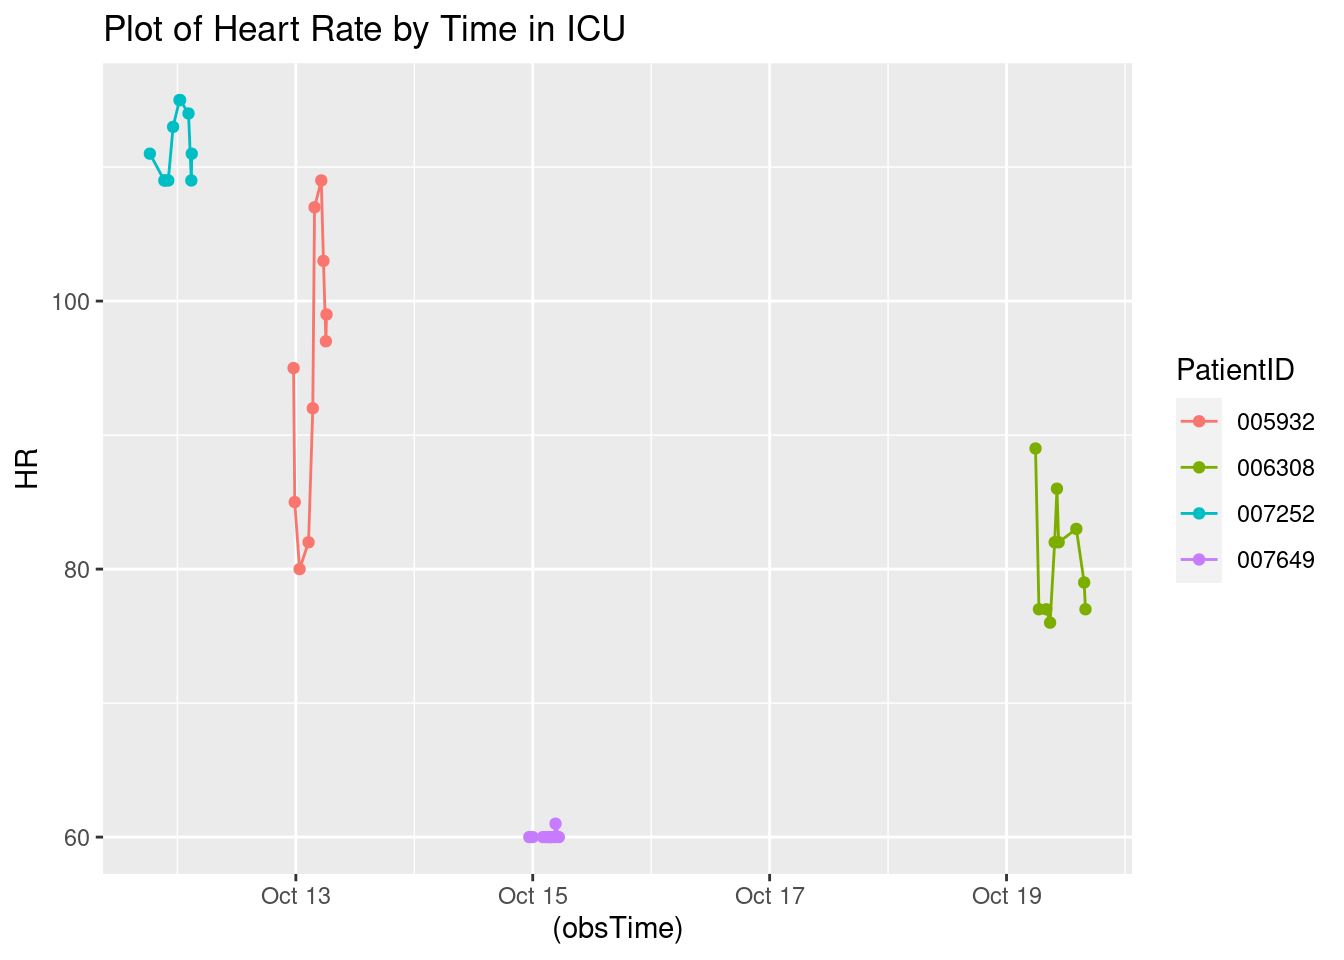 Plot of Heart Rate by Time in ICU
HR
100
80
60
Oct 13
Oct 15
Oct 17
Oct 19
(obsTime)
PatientID
005932
006308
007252
007649